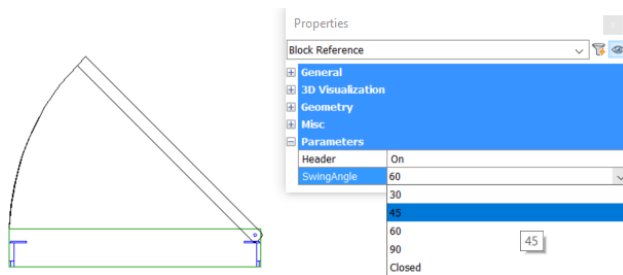 Properties
Block Reference
General
3D Visualization
Geometry
Misc
Parameters
Header On
SwingAngle 60
30
45
60
45
90
Closed